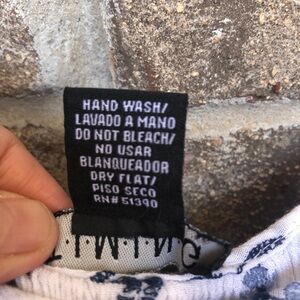 HAND WASH/
LAVADO A MANO
DO NOT BLEACH/
NO USAR
BLANQUEADOR
DRY FLAT/
PISO SECO
RN# 51390